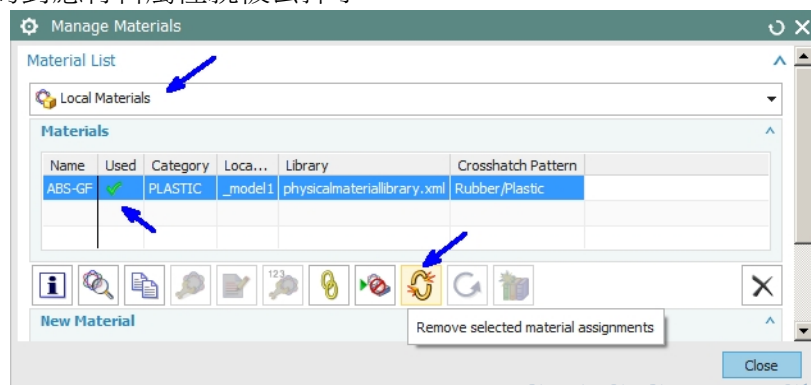 Manage Materials
Material List
Local Materials
Materials
Name Used Category Loca... Library Crosshatch Pattern
ABS-GF PLASTIC _model1 physicalmateriallibrary.xml Rubber/Plastic
123
New Material
Remove selected material assignments
Close